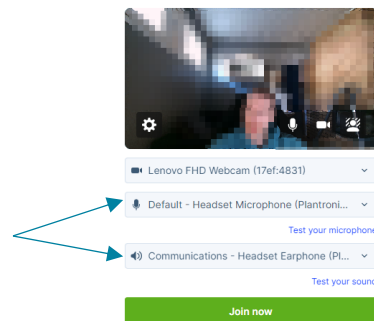 Lenovo FHD Webcam (17ef:4831)
Default - Headset Microphone (Plantroni...
Test your microphone
Communications - Headset Earphone (Pl...
Test your sound
Join now